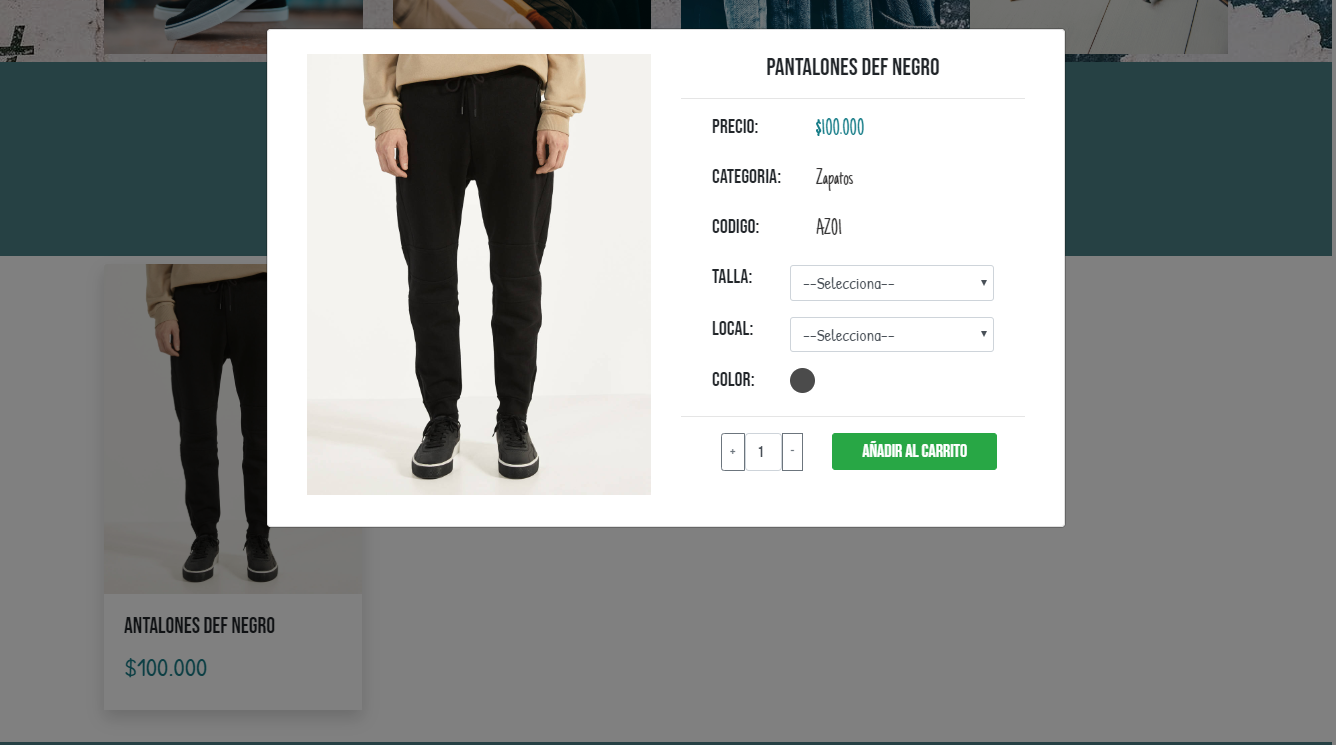 PANTALONES DEF NEGRO
PRECIO: $100.000
CATEGORIA: Zapatos
CODIGO: AZ01
TALLA: --Selecciona--
LOCAL: --Selecciona--
COLOR:
+ 1 - AÑADIR AL CARRITO
ANTALONES DEF NEGRO
$100.000